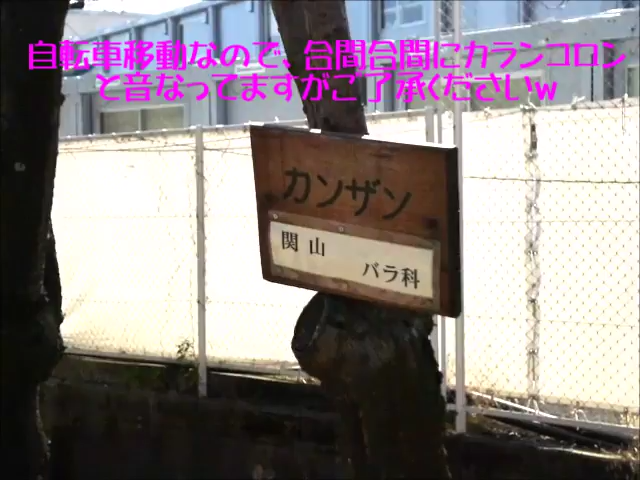 自転車移動なので、合間合間にカランコロン
と音なってますがご了承くださいw
カンザン
関山
バラ科